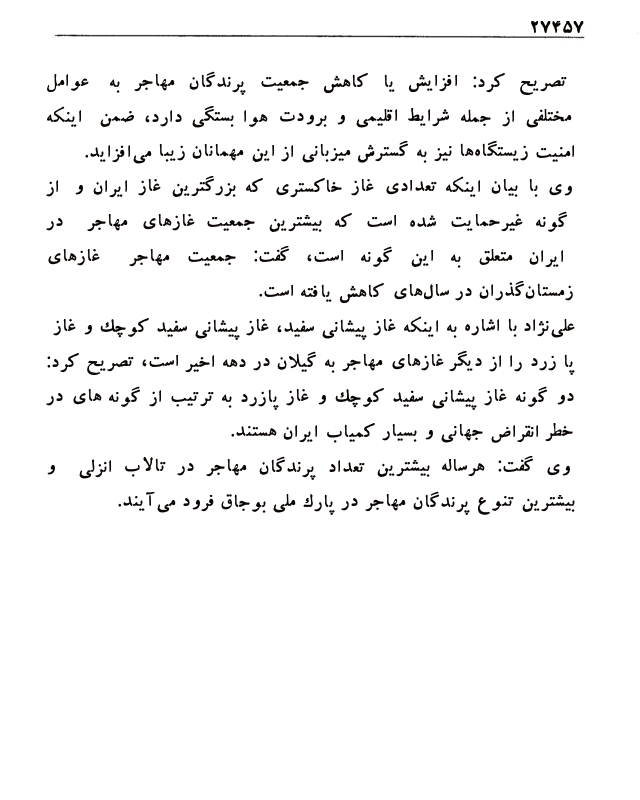 ۲۷۴۵۷
تصریح کرد: افزایش یا کاهش جمعیت پرندگان مهاجر به عوامل
مختلفی از جمله شرایط اقلیمی و برودت هوا بستگی دارد، ضمن اینکه
امنیت زیستگاه‌ها نیز به گسترش میزبانی از این مهمانان زیبا می‌افزاید.
وی با بیان اینکه تعدادی غاز خاکستری که بزرگترین غاز ایران و از
گونه غیرحمایت شده است که بیشترین جمعیت غازهای مهاجر در
ایران متعلق به این گونه است، گفت: جمعیت مهاجر غازهای
زمستان‌گذران در سال‌های کاهش یافته است.
علی‌نژاد با اشاره به اینکه غاز پیشانی سفید، غاز پیشانی سفید کوچك و غاز
پا زرد را از دیگر غازهای مهاجر به گیلان در دهه اخیر است، تصریح کرد:
دو گونه غاز پیشانی سفید کوچك و غاز پازرد به ترتیب از گونه های در
خطر انقراض جهانی و بسیار کمیاب ایران هستند.
وی گفت: هرساله بیشترین تعداد پرندگان مهاجر در تالاب انزلی و
بیشترین تنوع پرندگان مهاجر در پارك ملی بوجاق فرود می‌آیند.